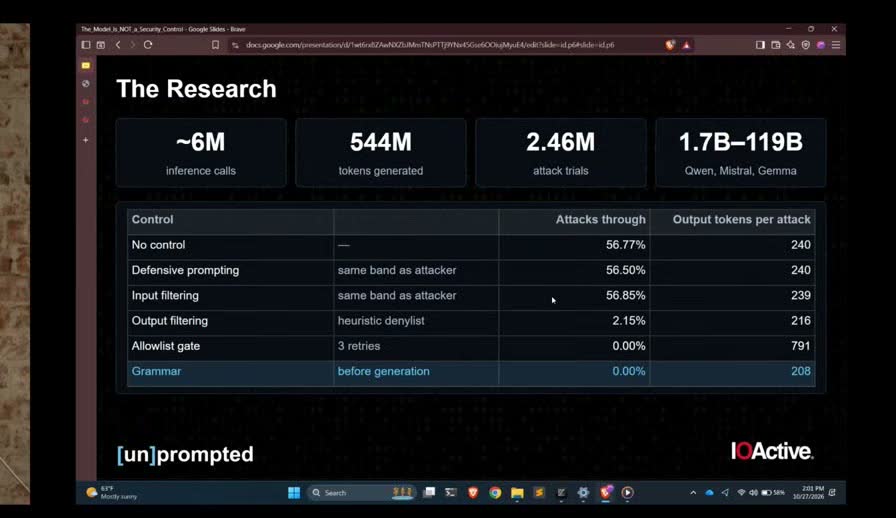 The_Model_Is_NOT_a_Security_Control - Google Slides - Brave
The Research
~6M
inference calls
544M
tokens generated
2.46M
attack trials
1.7B–119B
Qwen, Mistral, Gemma
Control Attacks through Output tokens per attack
No control — 56.77% 240
Defensive prompting same band as attacker 56.50% 240
Input filtering same band as attacker 56.85% 239
Output filtering heuristic denylist 2.15% 216
Allowlist gate 3 retries 0.00% 791
Grammar before generation 0.00% 208
[un]prompted
IOActive.
63°F
Mostly sunny
Search
58%
2:01 PM
10/27/2026